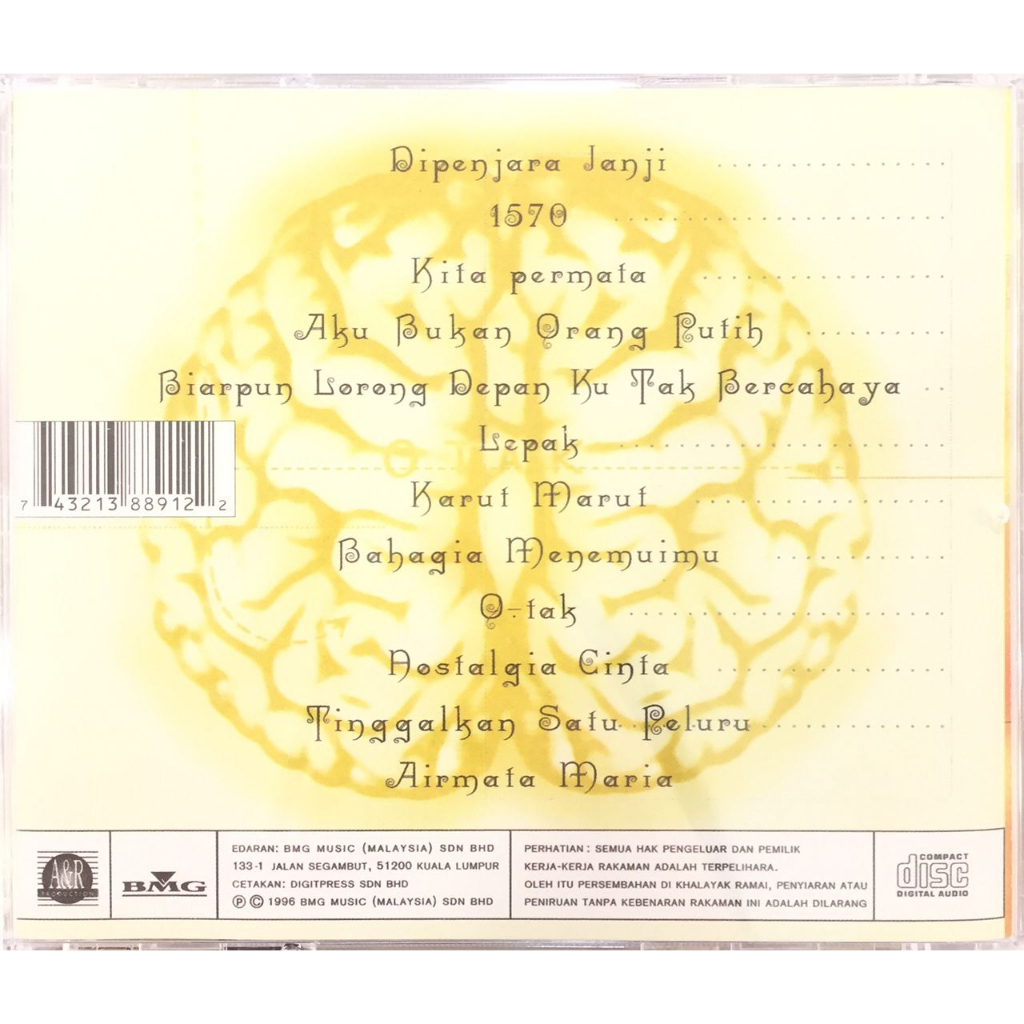 Dipenjara Janji
1570
Kita permata
Aku Bukan Orang Putih
Biarpun Lorong Depan Ku Tak Bercahaya
O-TAK
Lepak
Karut Marut
Bahagia Menemuimu
O-tak
Nostalgia Cinta
Tinggalkan Satu Peluru
Airmata Maria
7 43213 88912 2
A&R
PRODUCTION
BMG
EDARAN: BMG MUSIC (MALAYSIA) SDN BHD
133-1 JALAN SEGAMBUT, 51200 KUALA LUMPUR
CETAKAN: DIGITPRESS SDN BHD
℗ © 1996 BMG MUSIC (MALAYSIA) SDN BHD
PERHATIAN : SEMUA HAK PENGELUAR DAN PEMILIK
KERJA-KERJA RAKAMAN ADALAH TERPELIHARA.
OLEH ITU PERSEMBAHAN DI KHALAYAK RAMAI, PENYIARAN ATAU
PENIRUAN TANPA KEBENARAN RAKAMAN INI ADALAH DILARANG
COMPACT
disc
DIGITAL AUDIO